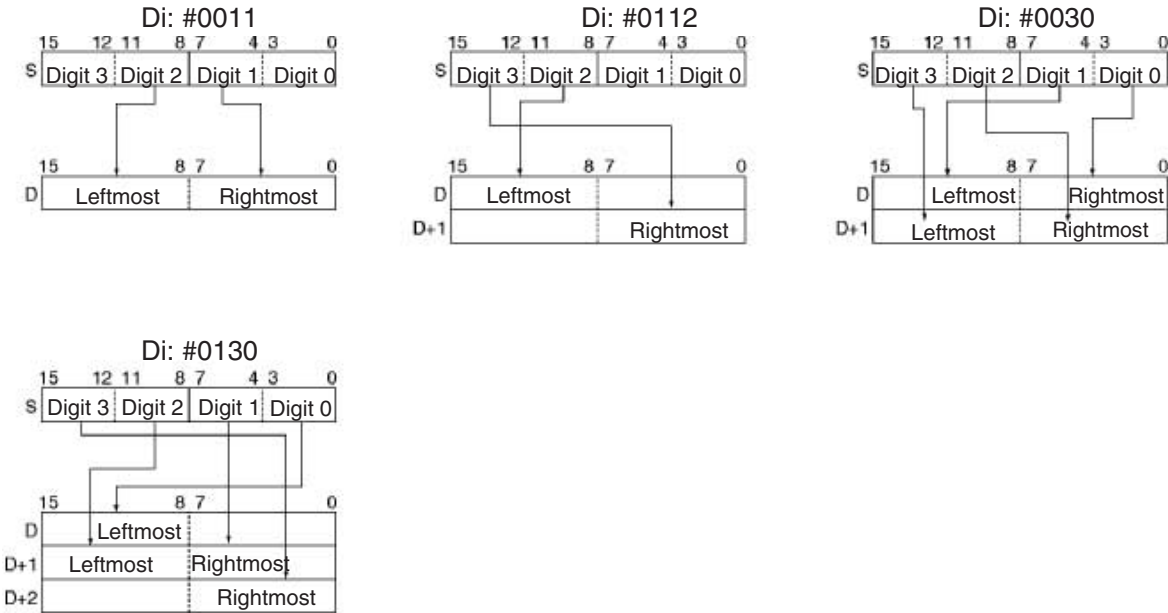 Di: #0011
15 12 11 8 7 4 3 0
S Digit 3 Digit 2 Digit 1 Digit 0
15 8 7 0
D Leftmost Rightmost
Di: #0112
15 12 11 8 7 4 3 0
S Digit 3 Digit 2 Digit 1 Digit 0
15 8 7 0
D Leftmost
D+1 Rightmost
Di: #0030
15 12 11 8 7 4 3 0
S Digit 3 Digit 2 Digit 1 Digit 0
15 8 7 0
D Leftmost Rightmost
D+1 Leftmost Rightmost
Di: #0130
15 12 11 8 7 4 3 0
S Digit 3 Digit 2 Digit 1 Digit 0
15 8 7 0
D Leftmost
D+1 Leftmost Rightmost
D+2 Rightmost